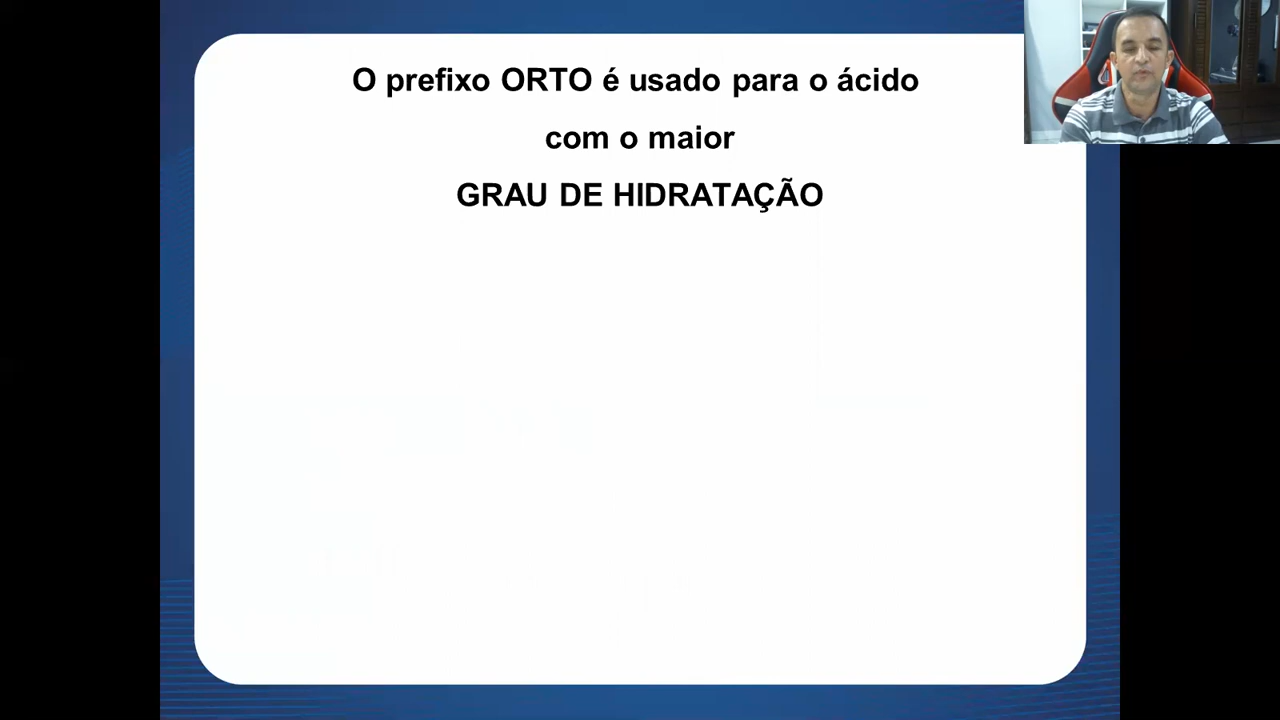 O prefixo ORTO é usado para o ácido
com o maior
GRAU DE HIDRATAÇÃO